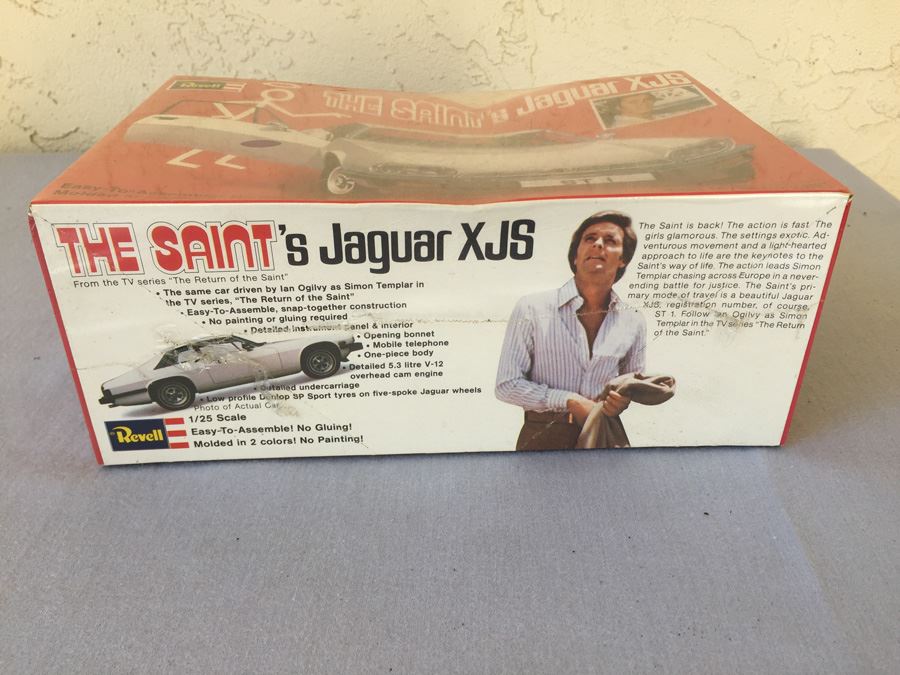 Revell
THE SAINT's Jaguar XJS
ST 1
Easy-To-Assemble
Molded in
THE SAINT's Jaguar XJS
From the TV series "The Return of the Saint"
• The same car driven by Ian Ogilvy as Simon Templar in
the TV series, "The Return of the Saint"
• Easy-To-Assemble, snap-together construction
• No painting or gluing required
• Detailed instrument panel & interior
• Opening bonnet
• Mobile telephone
• One-piece body
• Detailed 5.3 litre V-12
overhead cam engine
• Detailed undercarriage
• Low profile Dunlop SP Sport tyres on five-spoke Jaguar wheels
Photo of Actual Car
Revell
1/25 Scale
Easy-To-Assemble! No Gluing!
Molded in 2 colors! No Painting!
The Saint is back! The action is fast. The
girls glamorous. The settings exotic. Ad-
venturous movement and a light-hearted
approach to life are the keynotes to the
Saint's way of life. The action leads Simon
Templar chasing across Europe in a never-
ending battle for justice. The Saint's pri-
mary mode of travel is a beautiful Jaguar
XJS, registration number, of course,
ST 1. Follow Ian Ogilvy as Simon
Templar in the TV series "The Return
of the Saint."